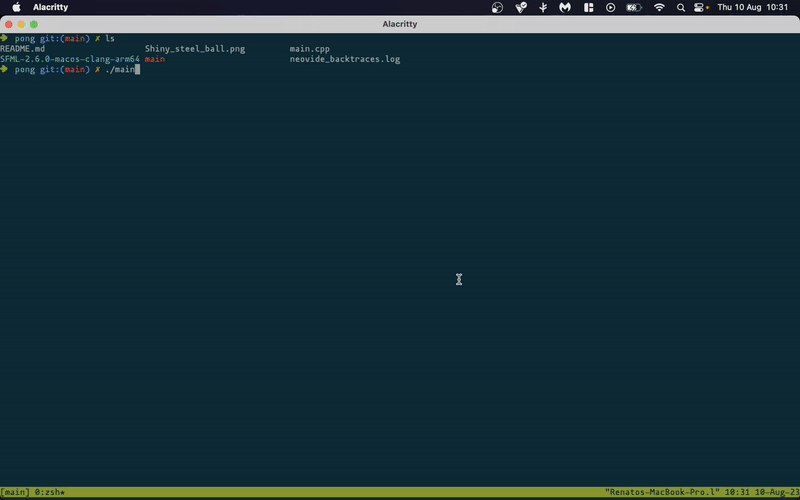 Alacritty Thu 10 Aug 10:31
Alacritty
pong git:(main) ✗ ls
README.md Shiny_steel_ball.png main.cpp
SFML-2.6.0-macos-clang-arm64 main neovide_backtraces.log
pong git:(main) ✗ ./main
[main] 0:zsh* "Renatos-MacBook-Pro.l" 10:31 10-Aug-23